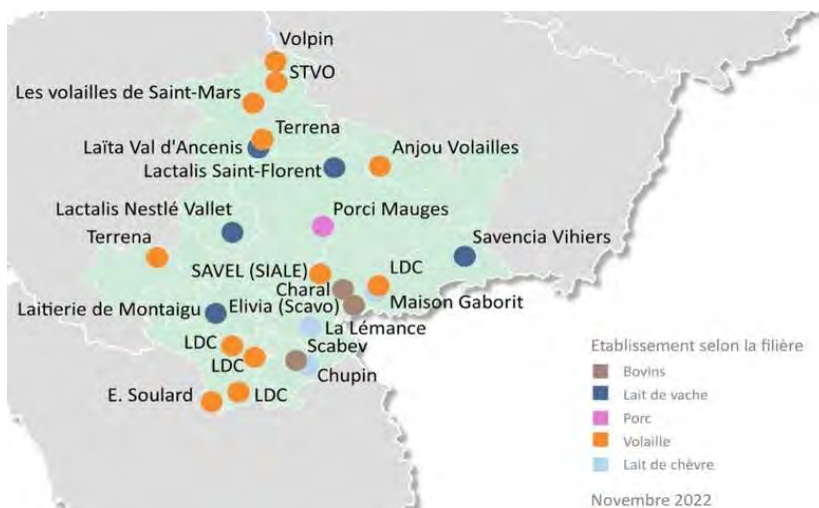 Volpin
STVO
Les volailles de Saint-Mars
Terrena
Laïta Val d'Ancenis
Anjou Volailles
Lactalis Saint-Florent
Lactalis Nestlé Vallet
Porci Mauges
Terrena
Savencia Vihiers
SAVEL (SIALE)
LDC
Charal
Maison Gaborit
Laiterie de Montaigu
Elivia (Scavo)
La Lémance
LDC
Scabev
LDC
Chupin
E. Soulard
LDC
Etablissement selon la filière
Bovins
Lait de vache
Porc
Volaille
Lait de chèvre
Novembre 2022